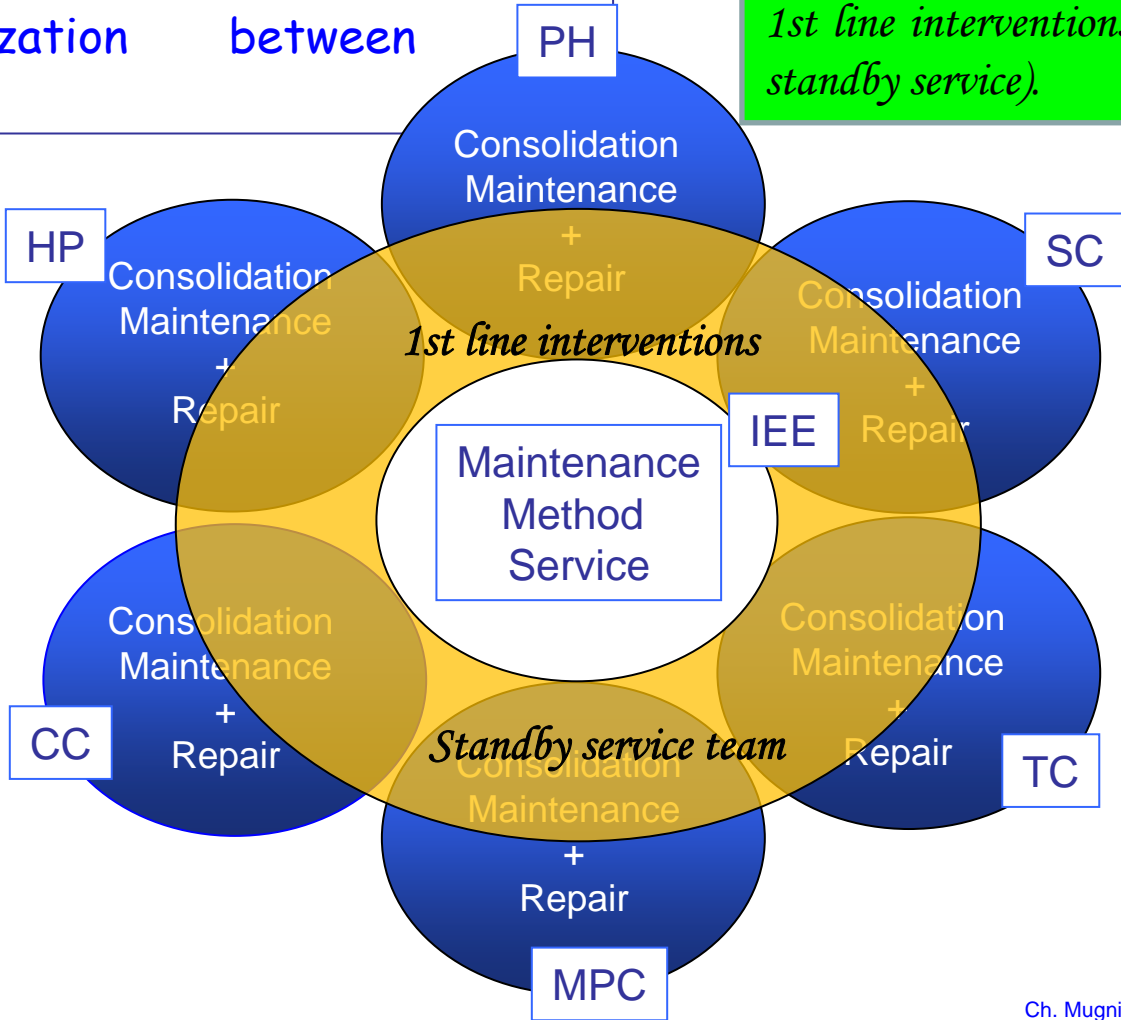 zation between
1st line interventions
standby service).
PH
Consolidation
Maintenance
+
Repair
HP
Consolidation
Maintenance
+
Repair
SC
Consolidation
Maintenance
+
Repair
1st line interventions
IEE
Maintenance
Method
Service
CC
Consolidation
Maintenance
+
Repair
TC
Consolidation
Maintenance
+
Repair
Standby service team
Consolidation
Maintenance
+
Repair
MPC
Ch. Mugni